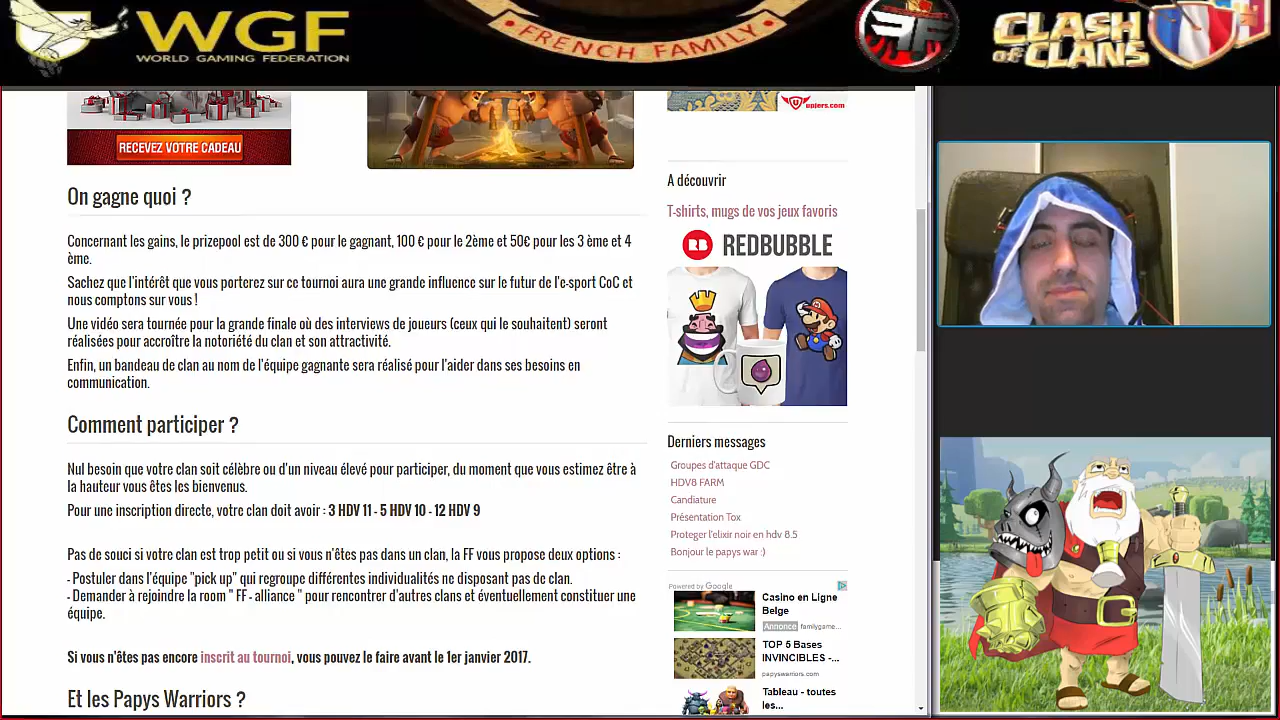 WGF
WORLD GAMING FEDERATION
FRENCH FAMILY
FF
CLASH
OF CLANS
RECEVEZ VOTRE CADEAU
upjers.com
On gagne quoi ?
Concernant les gains, le prizepool est de 300 € pour le gagnant, 100 € pour le 2ème et 50€ pour les 3 ème et 4
ème.
Sachez que l'intérêt que vous porterez sur ce tournoi aura une grande influence sur le futur de l'e-sport CoC et
nous comptons sur vous !
Une vidéo sera tournée pour la grande finale où des interviews de joueurs (ceux qui le souhaitent) seront
réalisées pour accroître la notoriété du clan et son attractivité.
Enfin, un bandeau de clan au nom de l'équipe gagnante sera réalisé pour l'aider dans ses besoins en
communication.
Comment participer ?
Nul besoin que votre clan soit célèbre ou d'un niveau élevé pour participer, du moment que vous estimez être à
la hauteur vous êtes les bienvenus.
Pour une inscription directe, votre clan doit avoir : 3 HDV 11 - 5 HDV 10 - 12 HDV 9
Pas de souci si votre clan est trop petit ou si vous n'êtes pas dans un clan, la FF vous propose deux options :
- Postuler dans l'équipe "pick up" qui regroupe différentes individualités ne disposant pas de clan.
- Demander à rejoindre la room " FF - alliance " pour rencontrer d'autres clans et éventuellement constituer une
équipe.
Si vous n'êtes pas encore inscrit au tournoi, vous pouvez le faire avant le 1er janvier 2017.
Et les Papys Warriors ?
A découvrir
T-shirts, mugs de vos jeux favoris
RB REDBUBBLE
Derniers messages
Groupes d'attaque GDC
HDV8 FARM
Candiature
Présentation Tox
Proteger l'elixir noir en hdv 8.5
Bonjour le papys war :)
Powered by Google
Casino en Ligne
Belge
Annonce familygame...
TOP 5 Bases
INVINCIBLES -...
papyswarriors.com
Tableau - toutes
les...